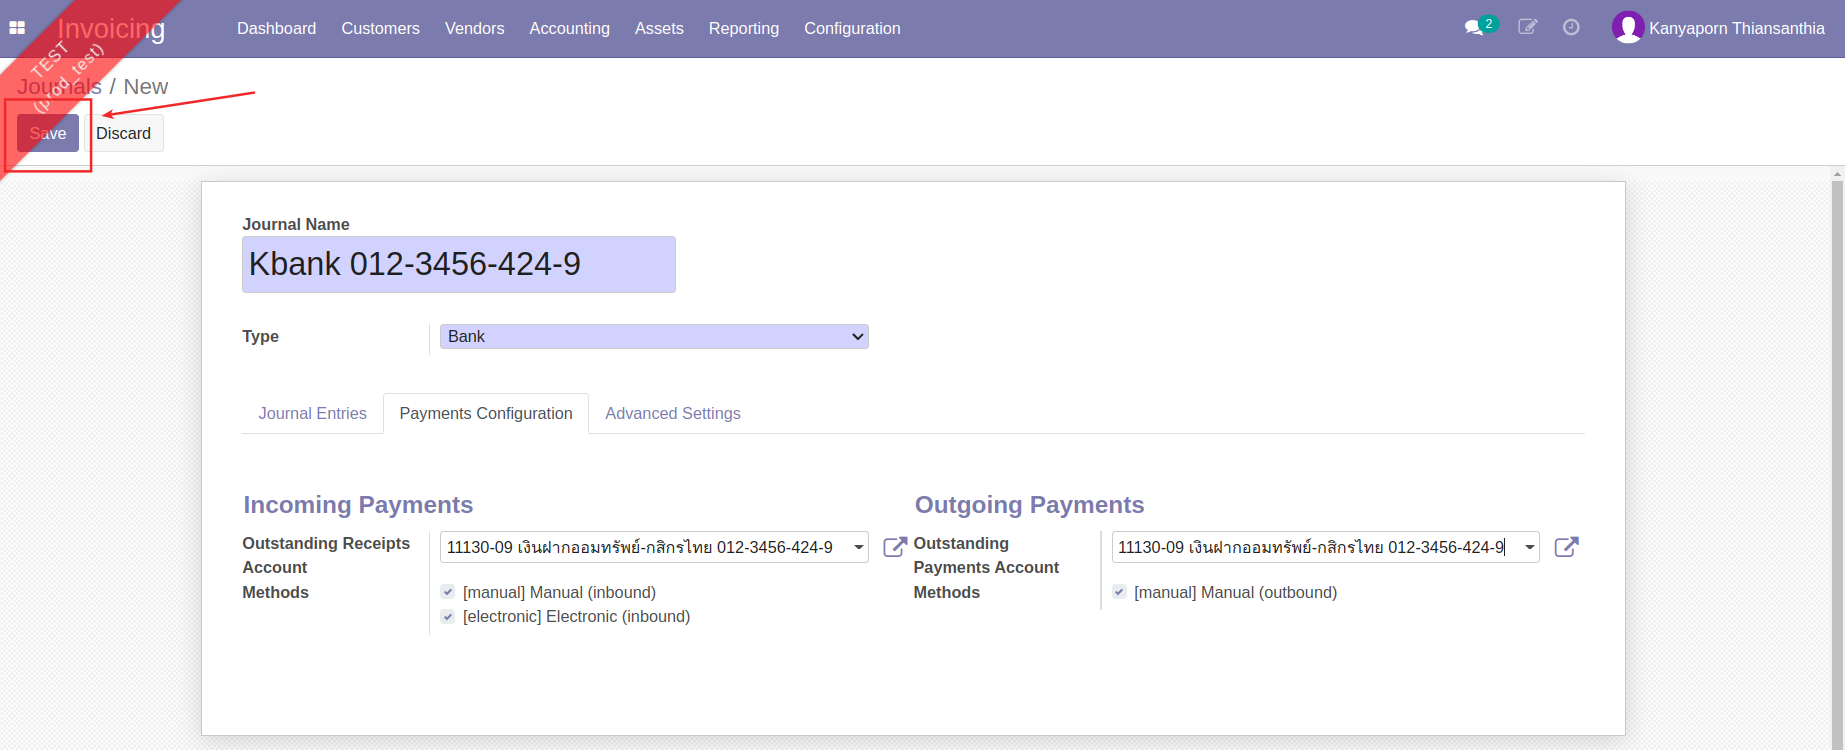 Invoicing
Dashboard Customers Vendors Accounting Assets Reporting Configuration
2
Kanyaporn Thiansanthia
TEST
(prod_test)
Journals / New
Save Discard
Journal Name
Kbank 012-3456-424-9
Type Bank
Journal Entries Payments Configuration Advanced Settings
Incoming Payments
Outstanding Receipts Account
11130-09 เงินฝากออมทรัพย์-กสิกรไทย 012-3456-424-9
Methods
[manual] Manual (inbound)
[electronic] Electronic (inbound)
Outgoing Payments
Outstanding
Payments Account
11130-09 เงินฝากออมทรัพย์-กสิกรไทย 012-3456-424-9
Methods
[manual] Manual (outbound)